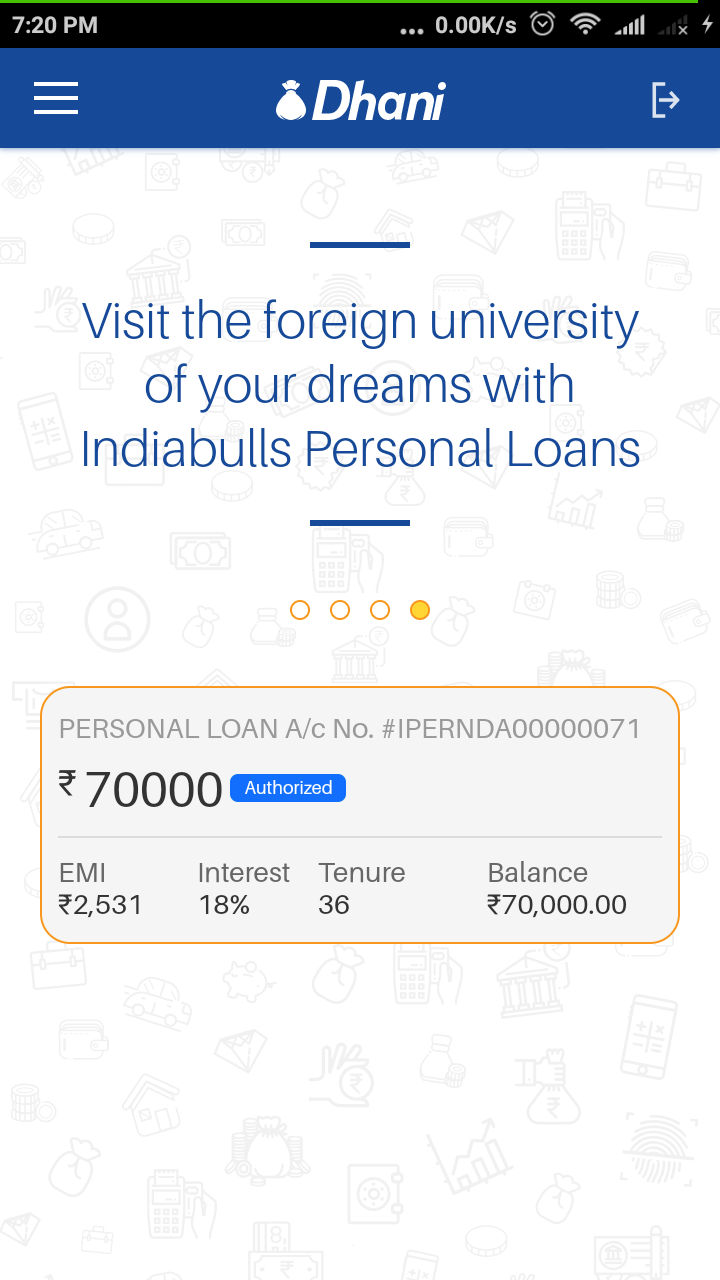 7:20 PM ... 0.00K/s
Dhani
Visit the foreign university
of your dreams with
Indiabulls Personal Loans
PERSONAL LOAN A/c No. #IPERNDA00000071
₹ 70000 Authorized
EMI Interest Tenure Balance
₹2,531 18% 36 ₹70,000.00